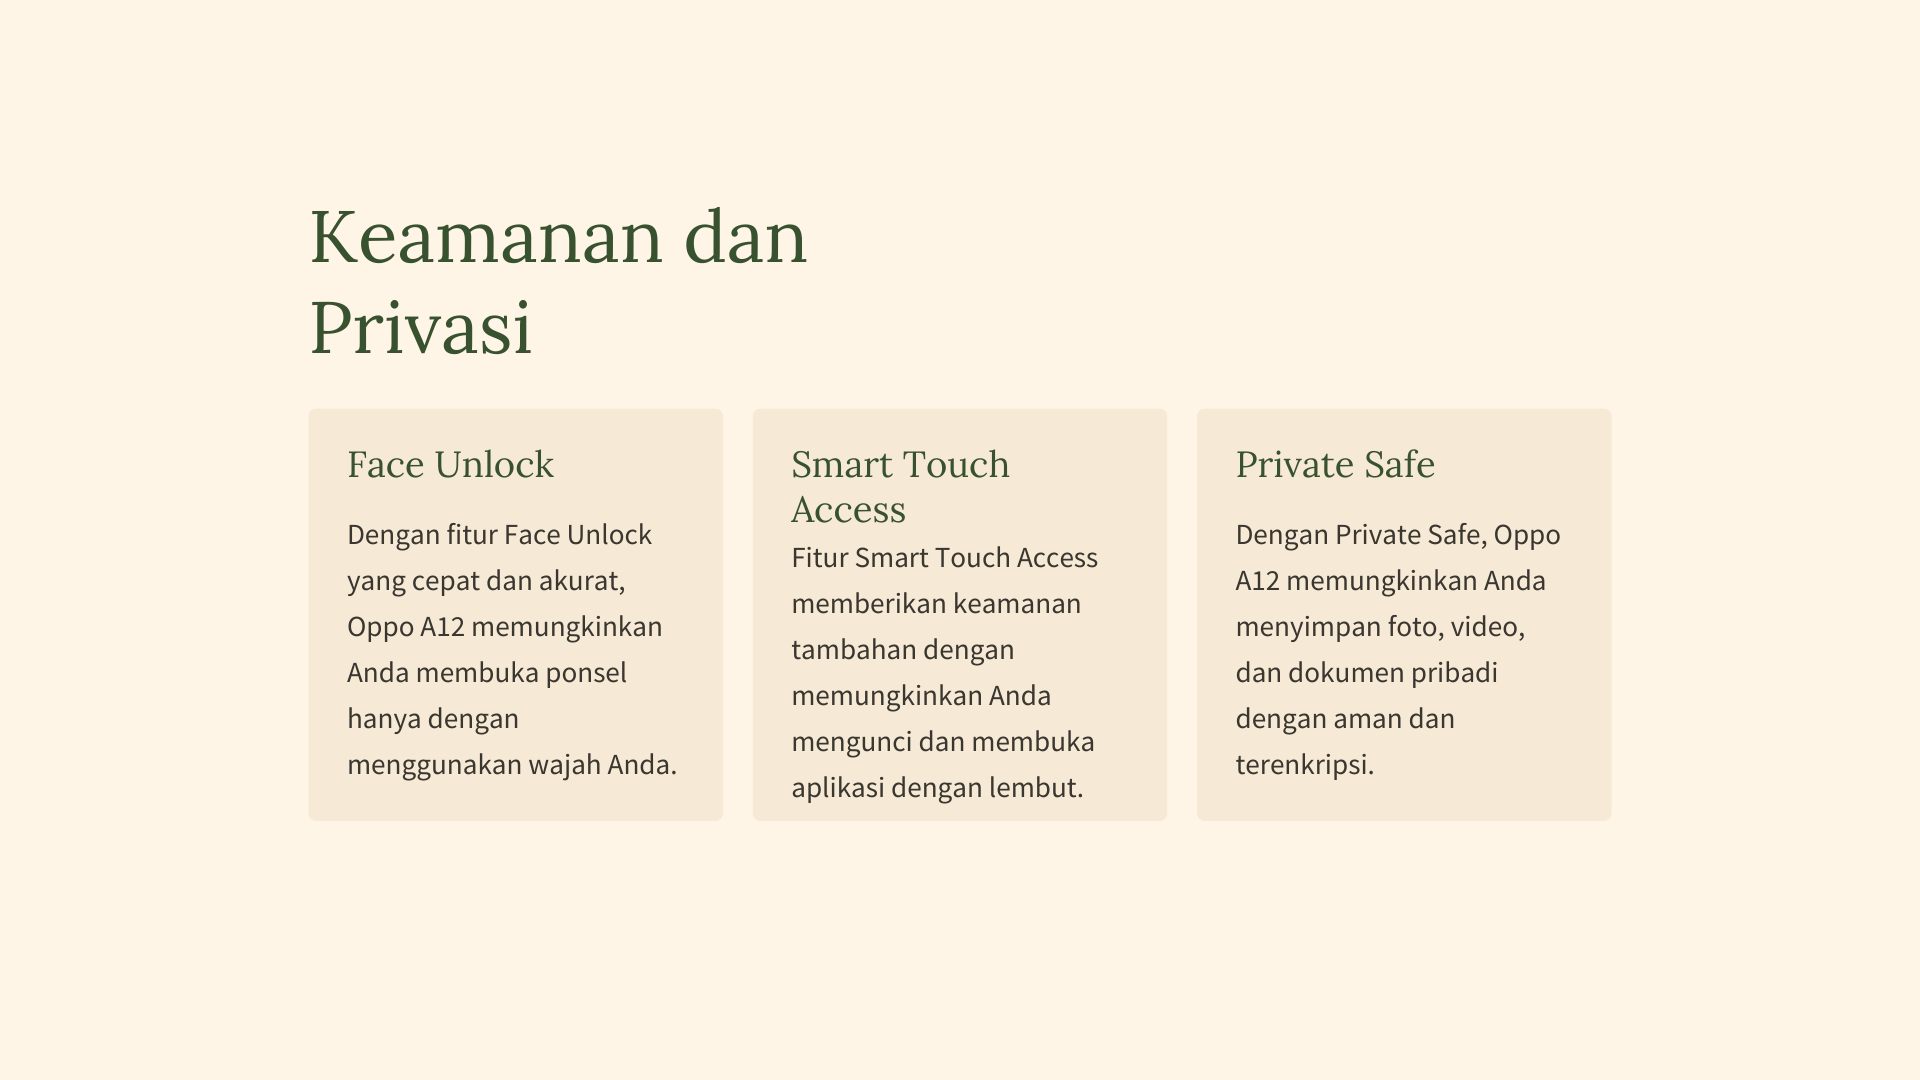 Keamanan dan
Privasi
Face Unlock
Dengan fitur Face Unlock
yang cepat dan akurat,
Oppo A12 memungkinkan
Anda membuka ponsel
hanya dengan
menggunakan wajah Anda.
Smart Touch
Access
Fitur Smart Touch Access
memberikan keamanan
tambahan dengan
memungkinkan Anda
mengunci dan membuka
aplikasi dengan lembut.
Private Safe
Dengan Private Safe, Oppo
A12 memungkinkan Anda
menyimpan foto, video,
dan dokumen pribadi
dengan aman dan
terenkripsi.